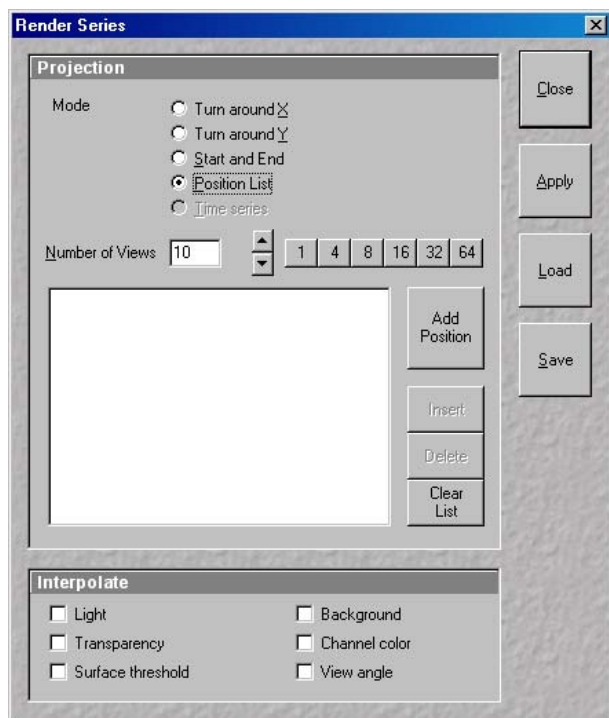 Render Series
Projection
Close
Mode
Turn around X
Turn around Y
Start and End
Position List
Time series
Apply
Number of Views 10 1 4 8 16 32 64
Load
Add
Position
Save
Insert
Delete
Clear
List
Interpolate
Light Background
Transparency Channel color
Surface threshold View angle